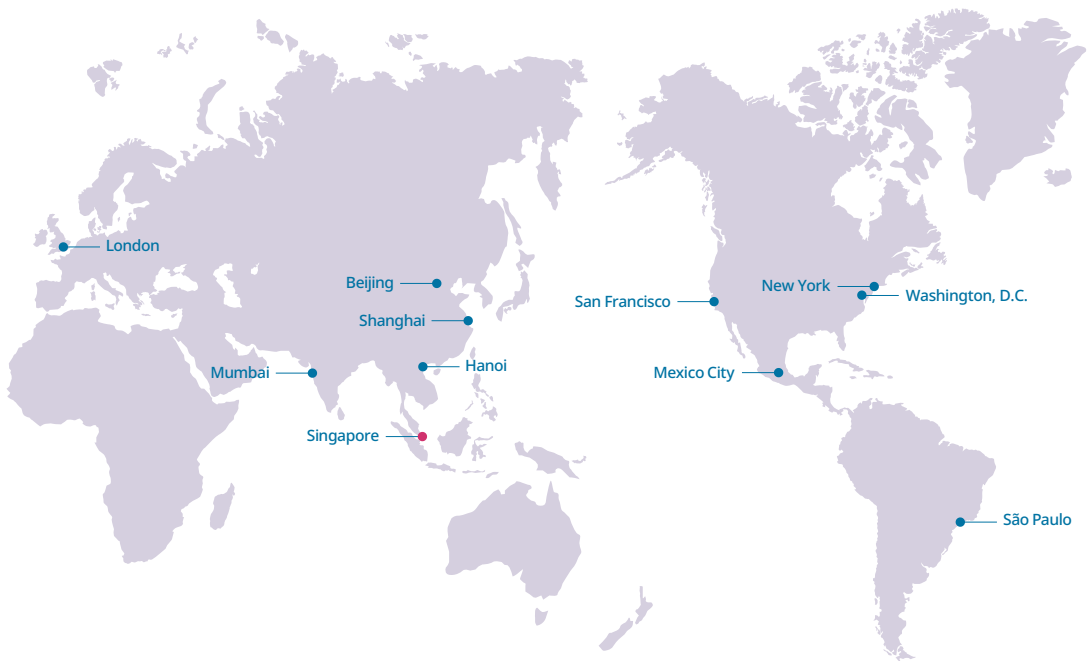 London
Beijing
New York
San Francisco
Washington, D.C.
Shanghai
Mumbai
Hanoi
Mexico City
Singapore
São Paulo